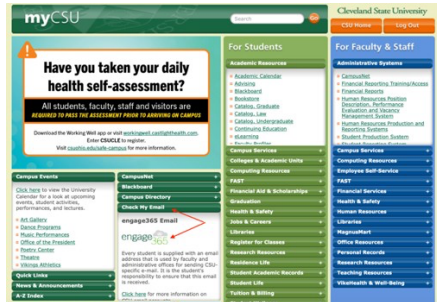 myCSU
Search
Go
Cleveland State University
CSU Home
Log Out
Have you taken your daily
health self-assessment?
All students, faculty, staff and visitors are
REQUIRED TO PASS THE ASSESSMENT PRIOR TO ARRIVING ON CAMPUS
Download the Working Well app or visit workingwell.castlighthealth.com.
Enter CSUCLE to register.
Visit csuohio.edu/safe-campus for more information.
Campus Events
Click here to view the University
Calendar for a look at upcoming
events, student activities,
performances, and lectures.
Art Gallery
Dance Programs
Music Performances
Office of the President
Poetry Center
Theatre
Vikings Athletics
Quick Links
News & Announcements
A-Z Index
CampusNet
Blackboard
Campus Directory
Check My Email
engage365 Email
engage
365
Every student is supplied with an email
address that is used by faculty and
administrative offices for sending CSU-
specific e-mail. It is the student's
responsibility to ensure that this email
is received.
Click here for more information on
For Students
Academic Resources
Academic Calendar
Advising
Blackboard
Bookstore
Catalog, Graduate
Catalog, Law
Catalog, Undergraduate
Continuing Education
eLearning
Faculty Profiles
Campus Services
Colleges & Academic Units
Computing Resources
FAST
Financial Aid & Scholarships
Graduation
Health & Safety
Jobs & Careers
Libraries
Register for Classes
Research Resources
Residence Life
Student Academic Records
Student Life
Tuition & Billing
For Faculty & Staff
Administrative Systems
CampusNet
Financial Reporting Training/Access
Financial Reports
Human Resources Position
Description, Performance
Evaluation and Vacancy
Management System
Human Resources Production and
Reporting Systems
Student Production System
Campus Services
Computing Resources
Employee Self-Service
FAST
Financial Services
Health & Safety
Human Resources
Libraries
MagnusMart
Office Resources
Personal Records
Research Resources
Teaching Resources
VikeHealth & Well-Being